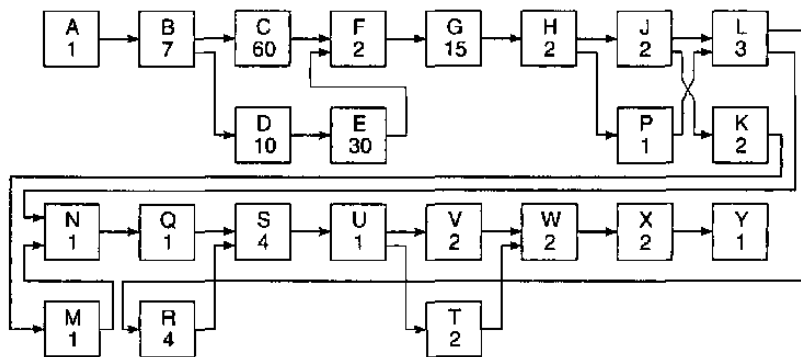 A B C F G H J L
1 7 60 2 15 2 2 3
D E P K
10 30 1 2
N Q S U V W X Y
1 1 4 1 2 2 2 1
M R T
1 4 2